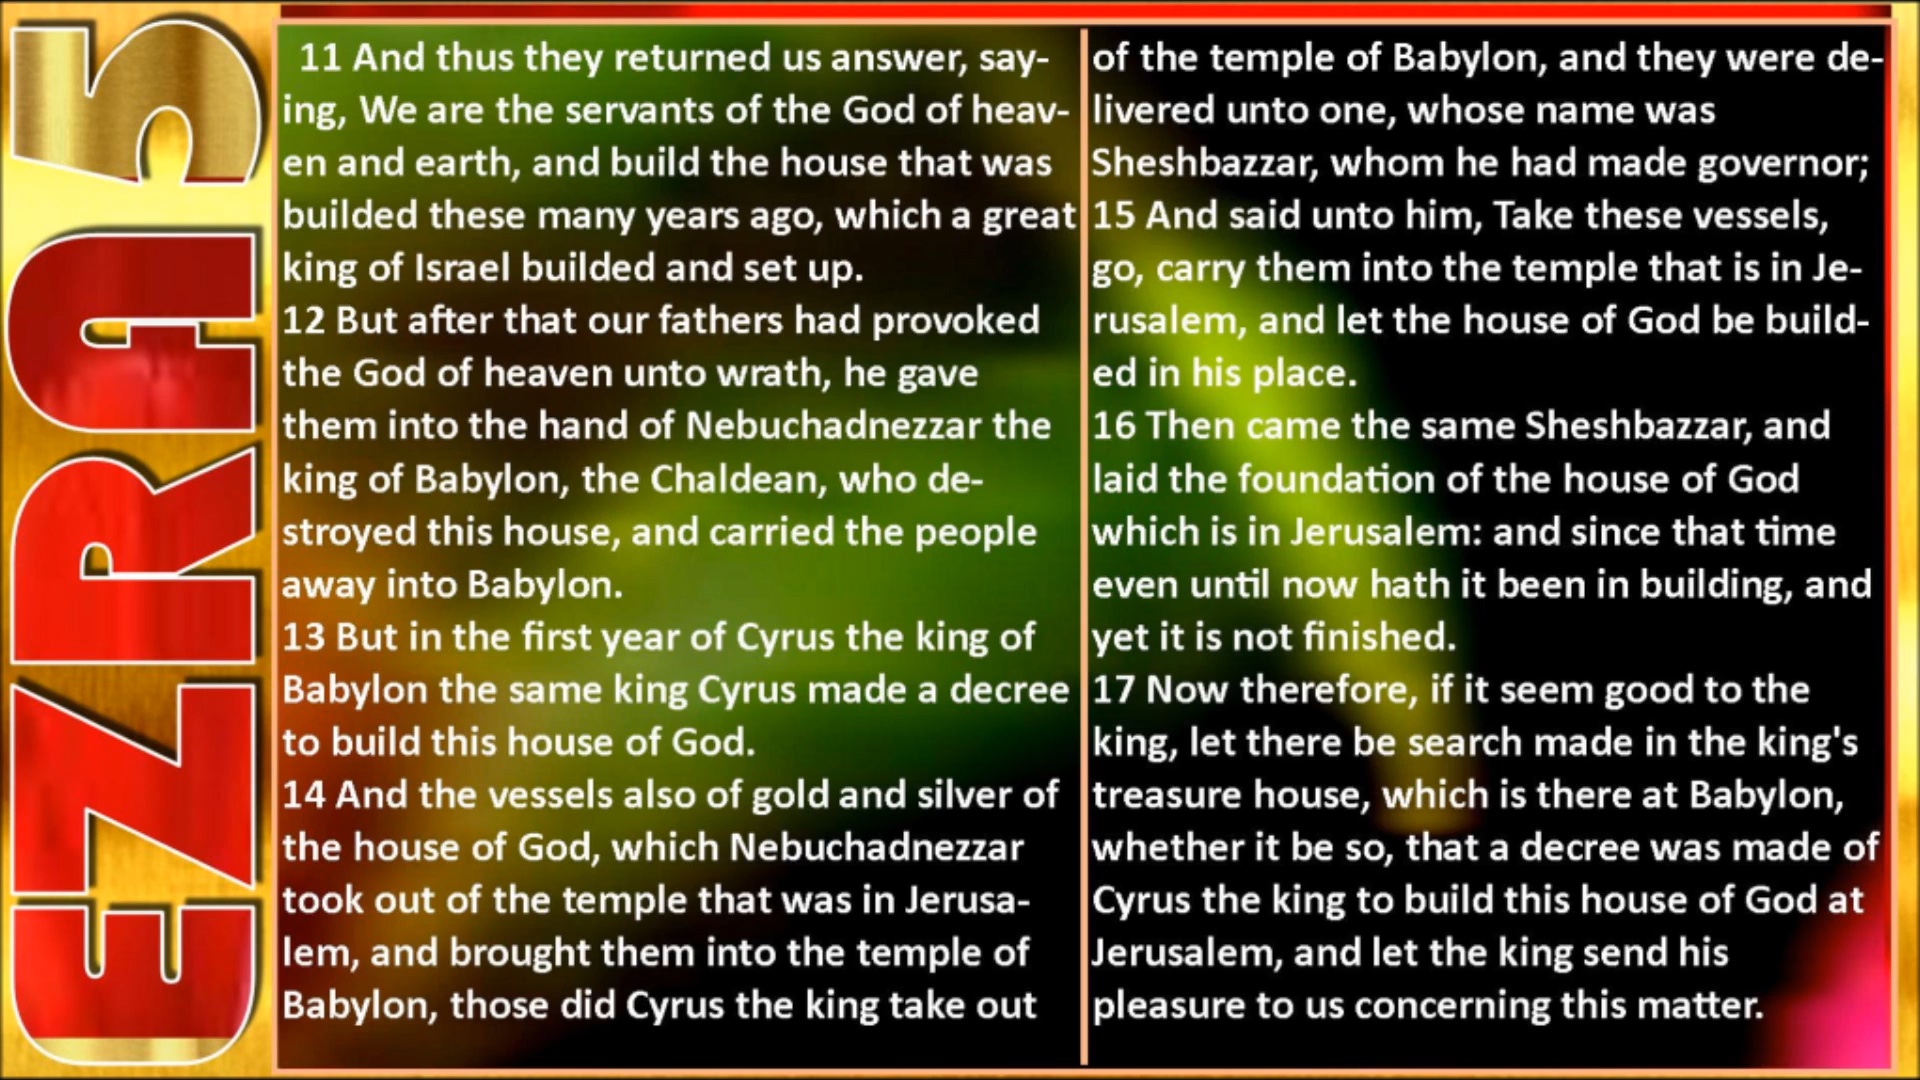 EZRA 5
11 And thus they returned us answer, say-
ing, We are the servants of the God of heav-
en and earth, and build the house that was
builded these many years ago, which a great
king of Israel builded and set up.
12 But after that our fathers had provoked
the God of heaven unto wrath, he gave
them into the hand of Nebuchadnezzar the
king of Babylon, the Chaldean, who de-
stroyed this house, and carried the people
away into Babylon.
13 But in the first year of Cyrus the king of
Babylon the same king Cyrus made a decree
to build this house of God.
14 And the vessels also of gold and silver of
the house of God, which Nebuchadnezzar
took out of the temple that was in Jerusa-
lem, and brought them into the temple of
Babylon, those did Cyrus the king take out
of the temple of Babylon, and they were de-
livered unto one, whose name was
Sheshbazzar, whom he had made governor;
15 And said unto him, Take these vessels,
go, carry them into the temple that is in Je-
rusalem, and let the house of God be build-
ed in his place.
16 Then came the same Sheshbazzar, and
laid the foundation of the house of God
which is in Jerusalem: and since that time
even until now hath it been in building, and
yet it is not finished.
17 Now therefore, if it seem good to the
king, let there be search made in the king's
treasure house, which is there at Babylon,
whether it be so, that a decree was made of
Cyrus the king to build this house of God at
Jerusalem, and let the king send his
pleasure to us concerning this matter.